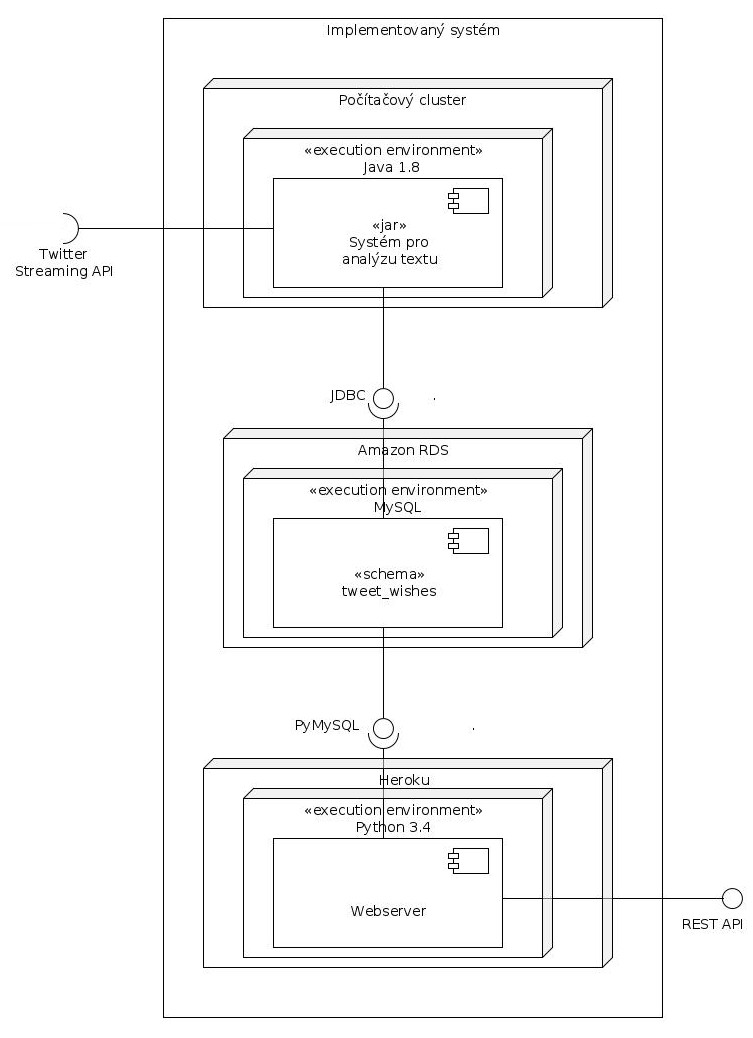 Implementovaný systém
Počítačový cluster
«execution environment»
Java 1.8
«jar»
Systém pro
analýzu textu
Twitter
Streaming API
JDBC
.
Amazon RDS
«execution environment»
MySQL
«schema»
tweet_wishes
PyMySQL
.
Heroku
«execution environment»
Python 3.4
Webserver
REST API